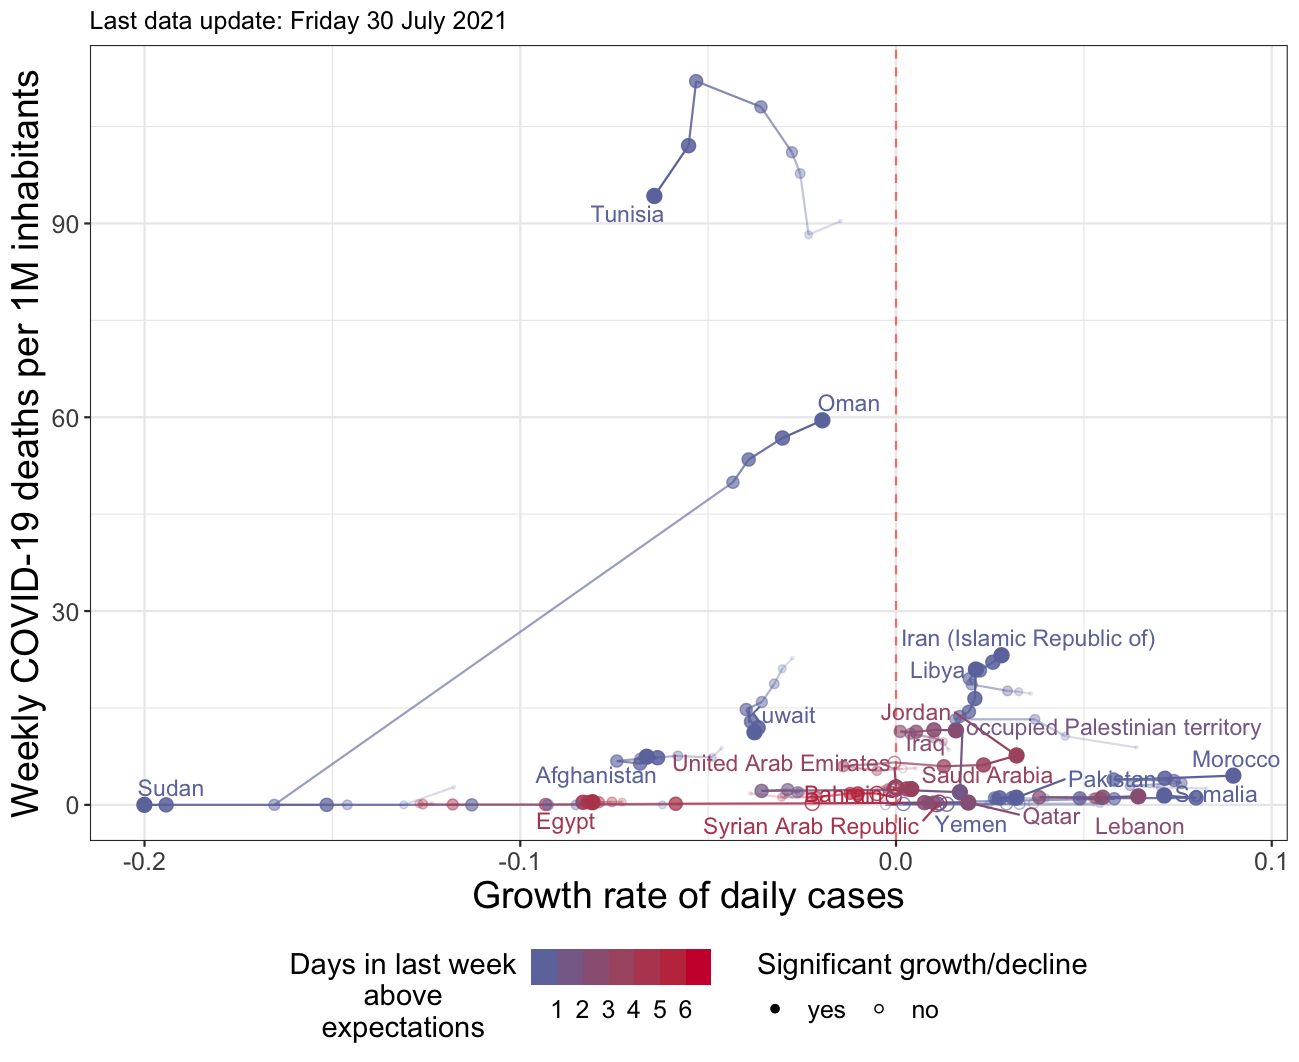 Last data update: Friday 30 July 2021
Weekly COVID-19 deaths per 1M inhabitants
90
60
30
0
Tunisia
Oman
Iran (Islamic Republic of)
Libya
Kuwait
Jordan
occupied Palestinian territory
Iraq
Morocco
United Arab Emirates
Afghanistan
Saudi Arabia
Pakistan
Sudan
Bahrain
Somalia
Egypt
Syrian Arab Republic
Yemen
Qatar
Lebanon
-0.2
-0.1
0.0
0.1
Growth rate of daily cases
Days in last week
above
expectations
1 2 3 4 5 6
Significant growth/decline
yes
no